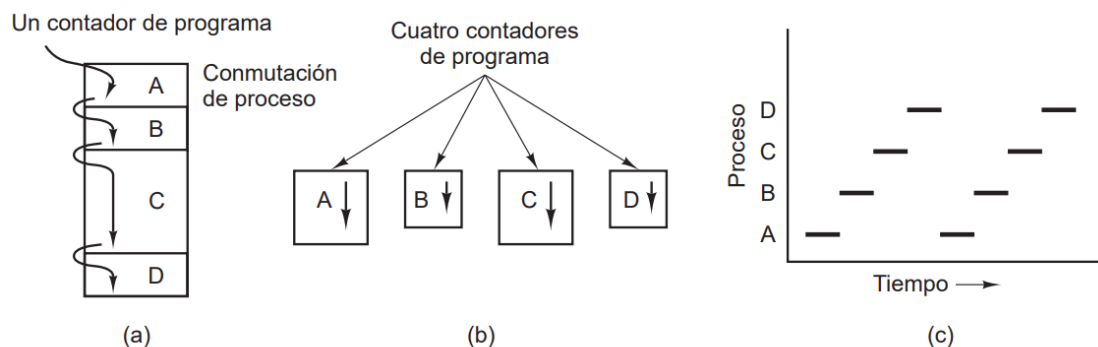 Un contador de programa
A
B
C
D
Conmutación
de proceso
(a)
Cuatro contadores
de programa
A
B
C
D
(b)
Proceso
D
C
B
A
Tiempo
(c)